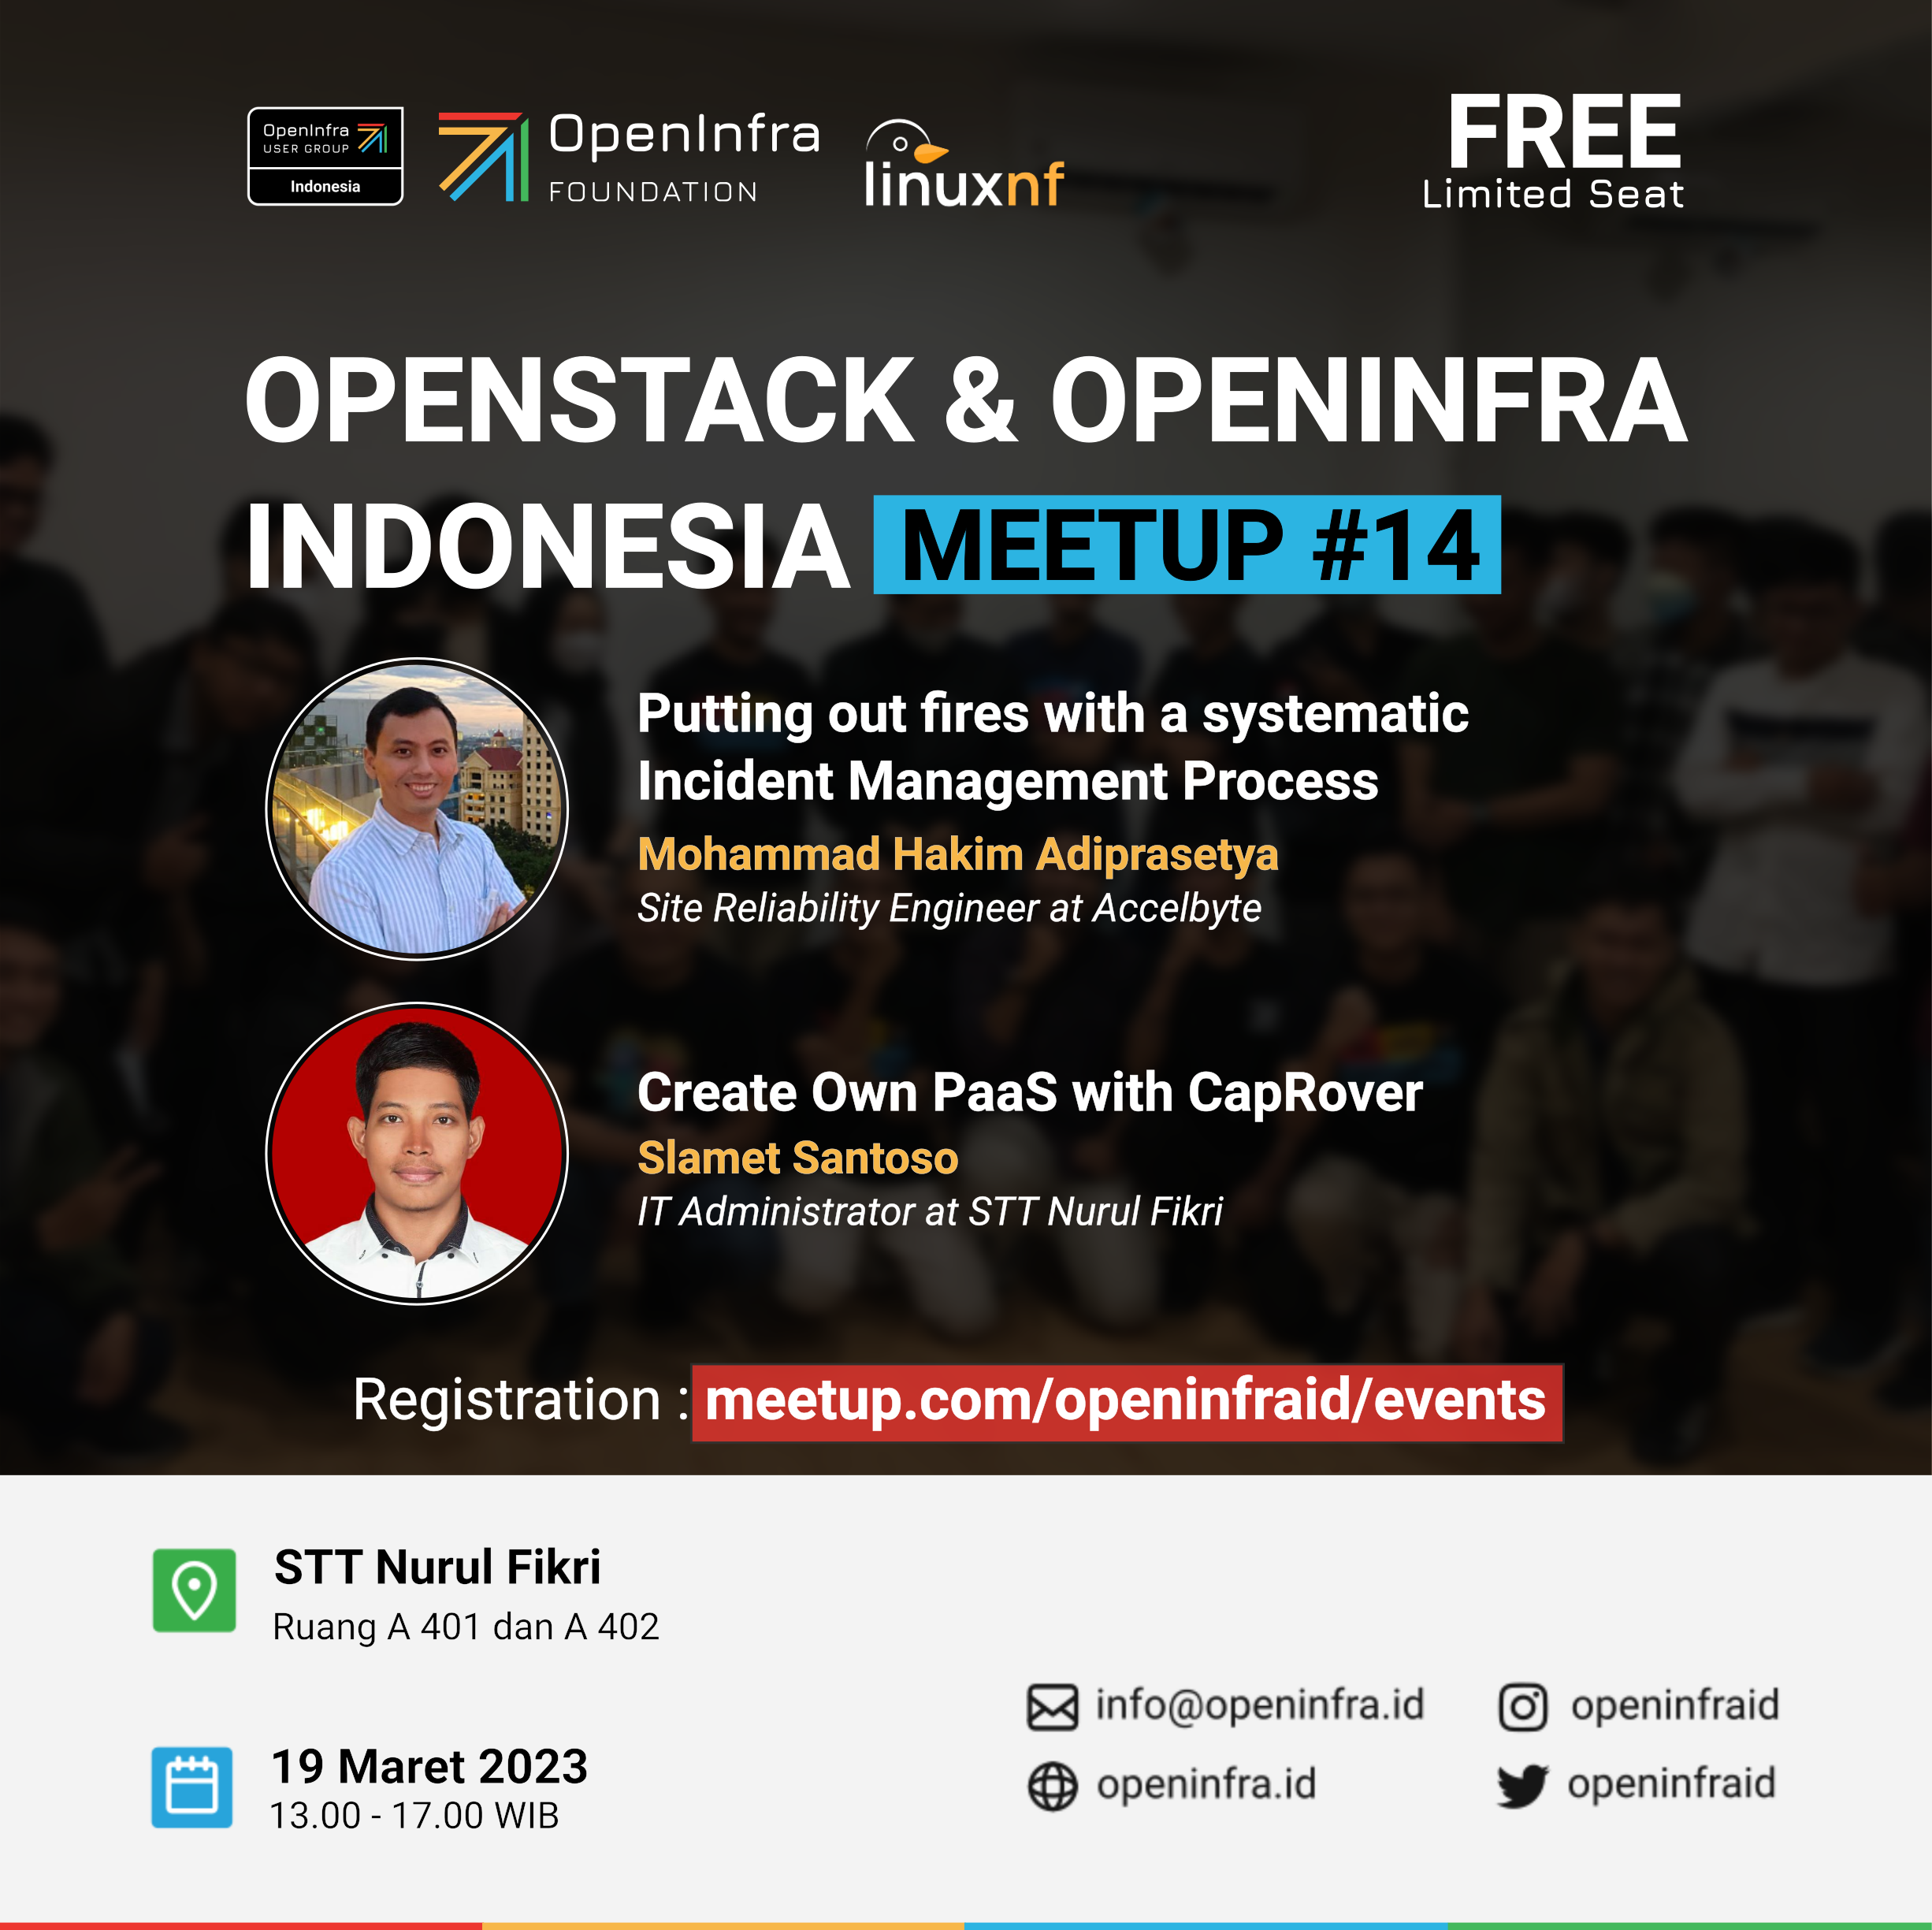 OpenInfra
USER GROUP
Indonesia
OpenInfra
FOUNDATION
linuxnf
FREE
Limited Seat
OPENSTACK & OPENINFRA
INDONESIA MEETUP #14
Putting out fires with a systematic
Incident Management Process
Mohammad Hakim Adiprasetya
Site Reliability Engineer at Accelbyte
Create Own PaaS with CapRover
Slamet Santoso
IT Administrator at STT Nurul Fikri
Registration : meetup.com/openinfraid/events
STT Nurul Fikri
Ruang A 401 dan A 402
19 Maret 2023
13.00 - 17.00 WIB
info@openinfra.id
openinfraid
openinfra.id
openinfraid